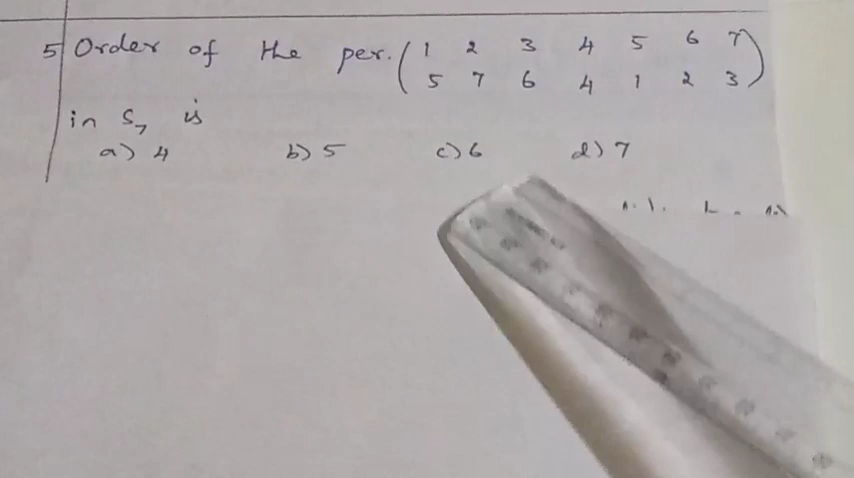 5 Order of the per. ( 1 2 3 4 5 6 7 )
5 7 6 4 1 2 3
in S7 is
a) 4 b) 5 c) 6 d) 7